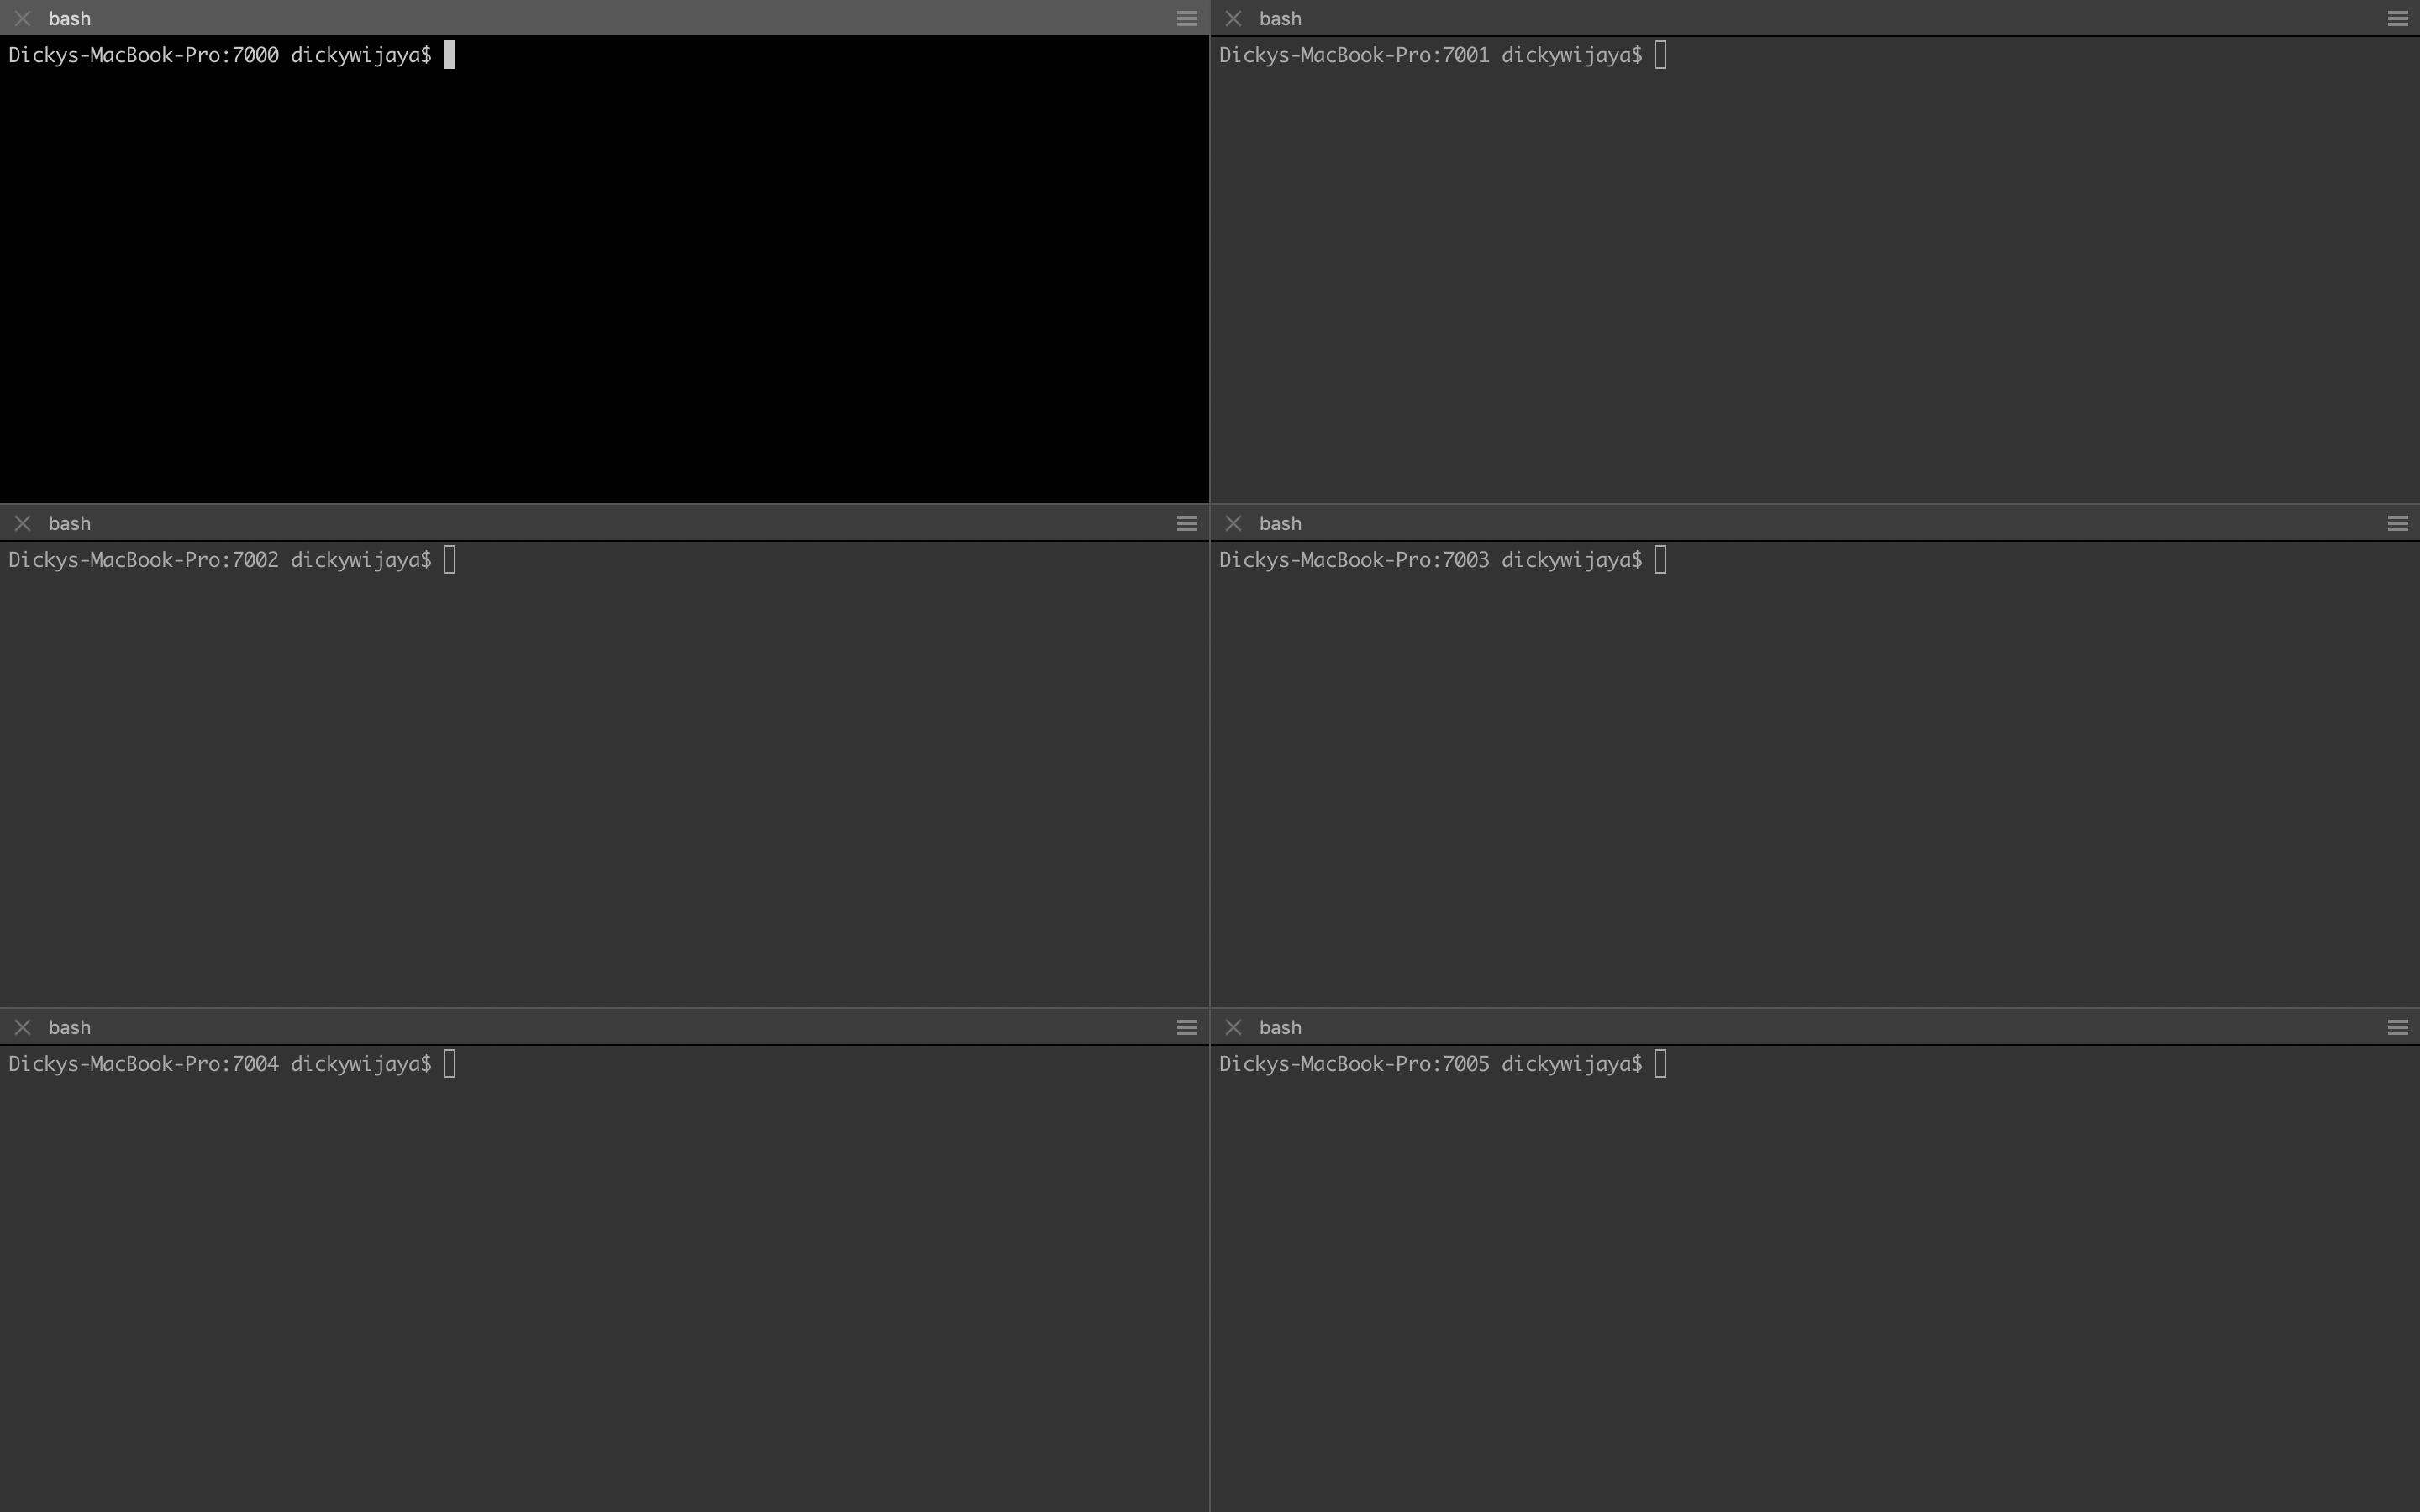 bash
Dickys-MacBook-Pro:7000 dickywijaya$
bash
Dickys-MacBook-Pro:7001 dickywijaya$
bash
Dickys-MacBook-Pro:7002 dickywijaya$
bash
Dickys-MacBook-Pro:7003 dickywijaya$
bash
Dickys-MacBook-Pro:7004 dickywijaya$
bash
Dickys-MacBook-Pro:7005 dickywijaya$